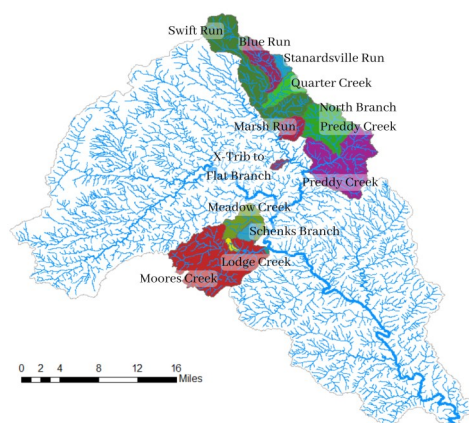 Swift Run
Blue Run
Stanardsville Run
Quarter Creek
North Branch
Preddy Creek
Marsh Run
X-Trib to
Flat Branch
Preddy Creek
Meadow Creek
Schenks Branch
Lodge Creek
Moores Creek
0 2 4 8 12 16
Miles